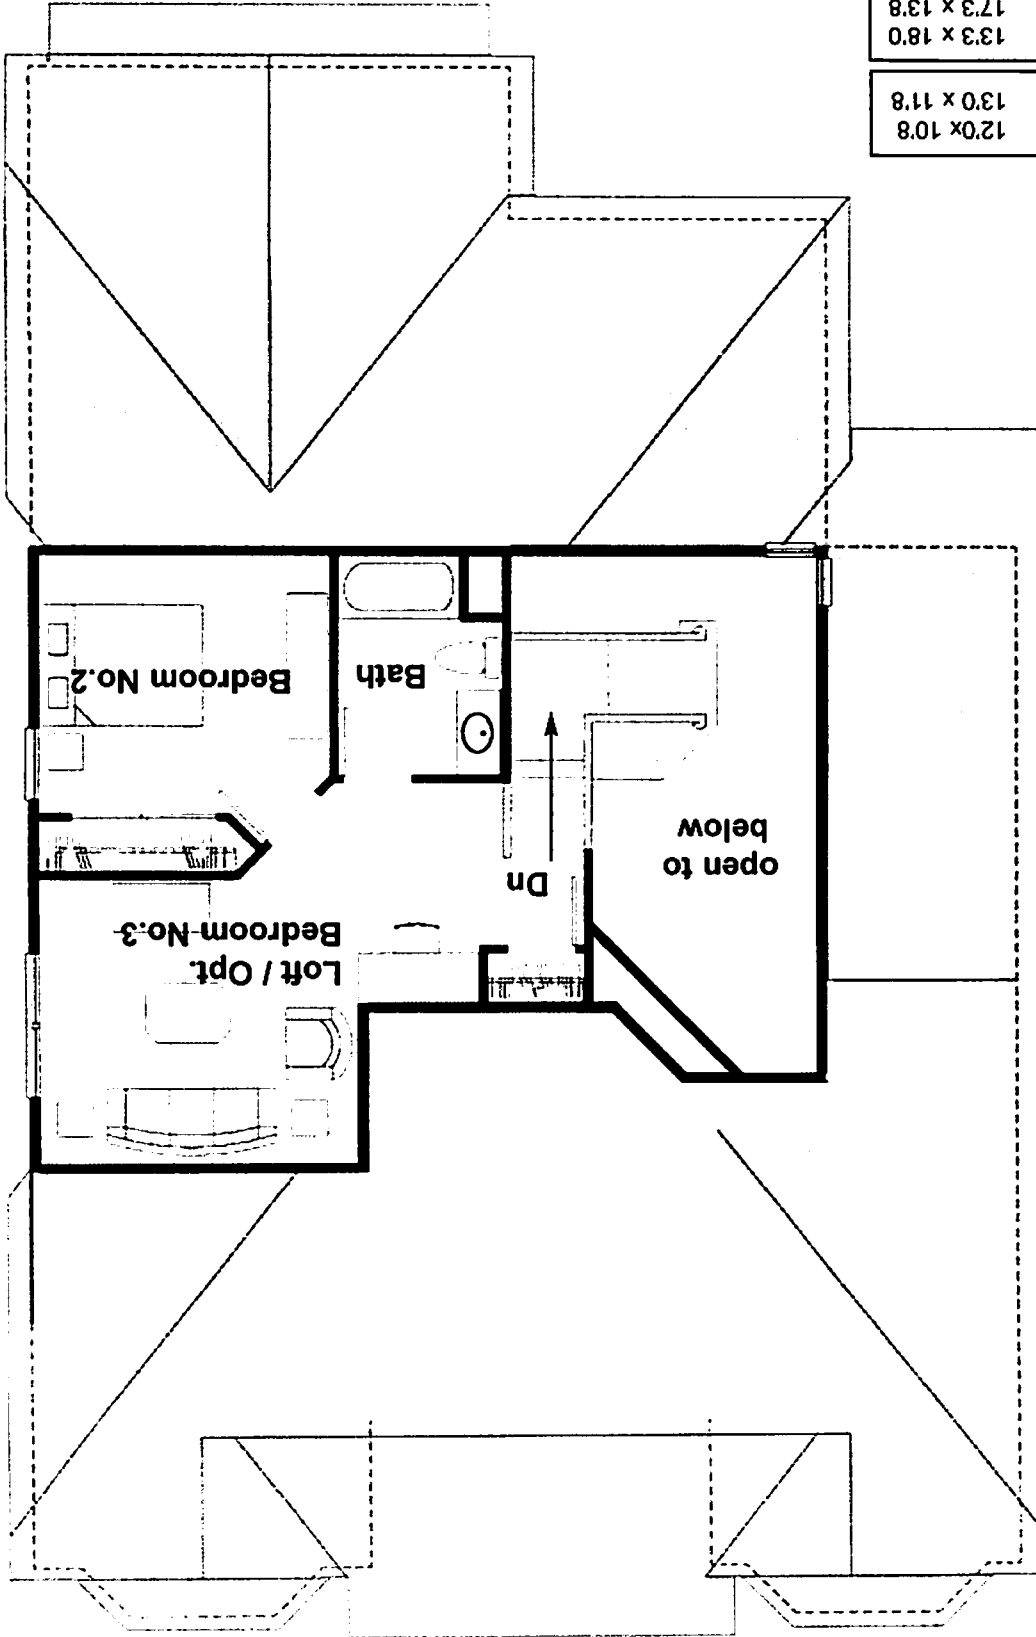 Loft / Opt.
Bedroom No.3
Dn
open to
below
Bedroom No.2
Bath
12'0x 10'8
13'0 x 11'8
13'3 x 18'0
17'3 x 13'8